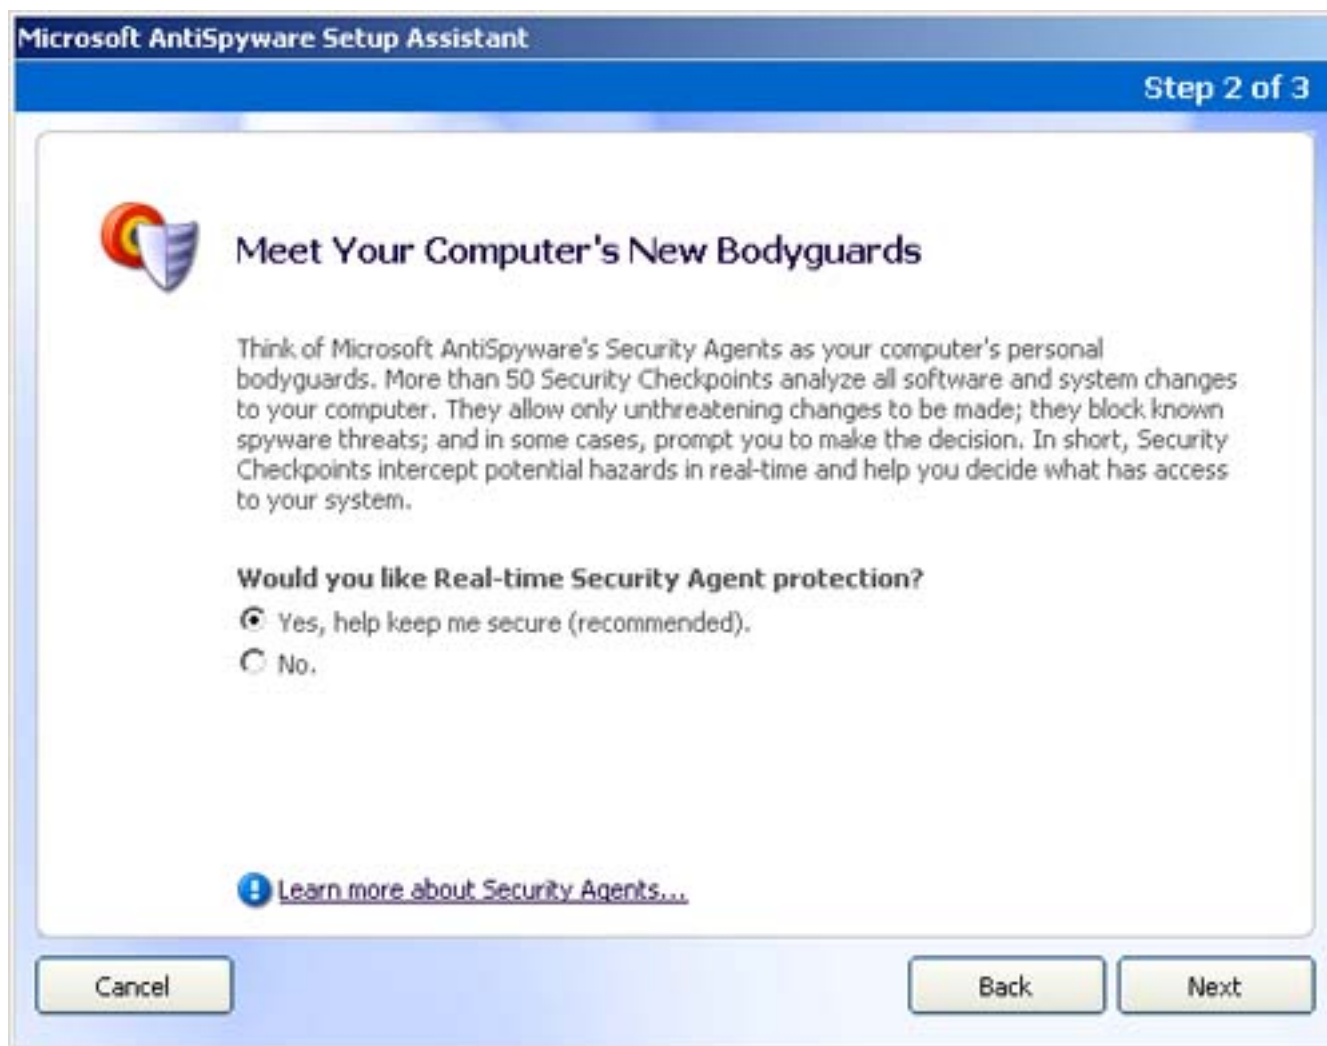 Microsoft AntiSpyware Setup Assistant
Step 2 of 3
Meet Your Computer's New Bodyguards
Think of Microsoft AntiSpyware's Security Agents as your computer's personal
bodyguards. More than 50 Security Checkpoints analyze all software and system changes
to your computer. They allow only unthreatening changes to be made; they block known
spyware threats; and in some cases, prompt you to make the decision. In short, Security
Checkpoints intercept potential hazards in real-time and help you decide what has access
to your system.
Would you like Real-time Security Agent protection?
Yes, help keep me secure (recommended).
No.
Learn more about Security Agents...
Cancel
Back
Next